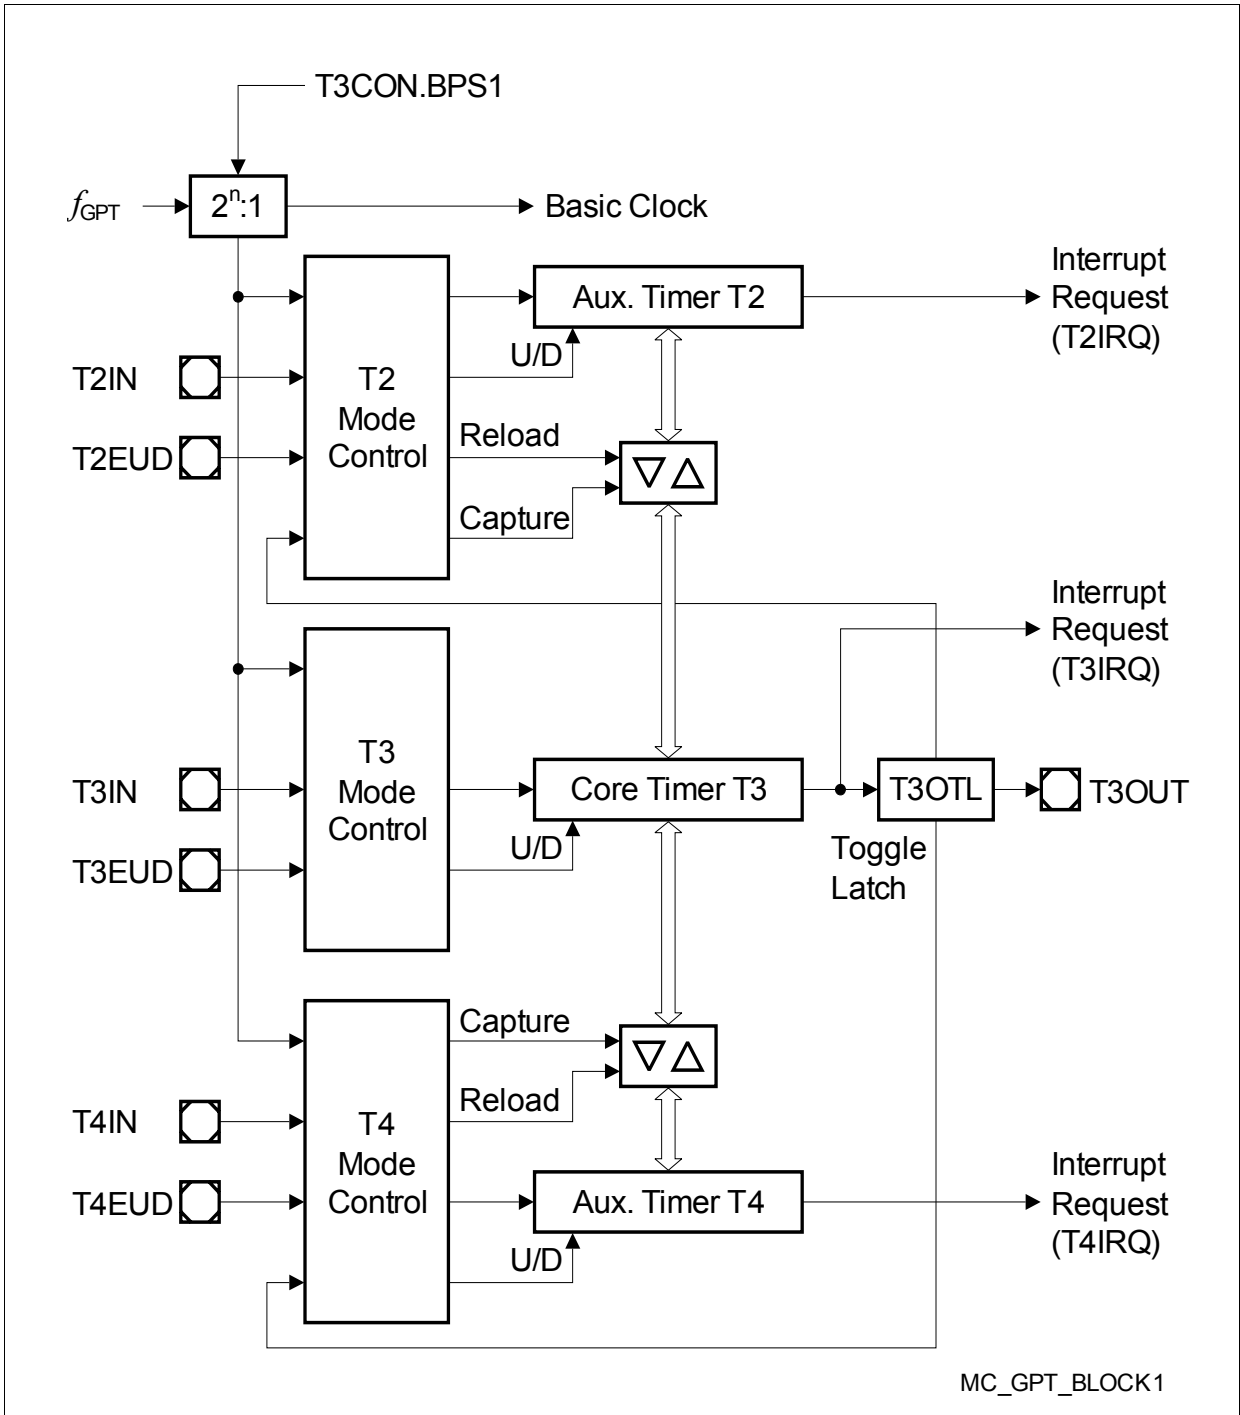 T3CON.BPS1
fGPT
2ⁿ:1
Basic Clock
Aux. Timer T2
Interrupt
Request
(T2IRQ)
U/D
T2IN
T2
Mode
Control
T2EUD
Reload
Capture
Interrupt
Request
(T3IRQ)
T3IN
T3
Mode
Control
Core Timer T3
T3OTL
T3OUT
U/D
Toggle
Latch
T3EUD
Capture
Reload
T4IN
T4
Mode
Control
T4EUD
Aux. Timer T4
Interrupt
Request
(T4IRQ)
U/D
MC_GPT_BLOCK1